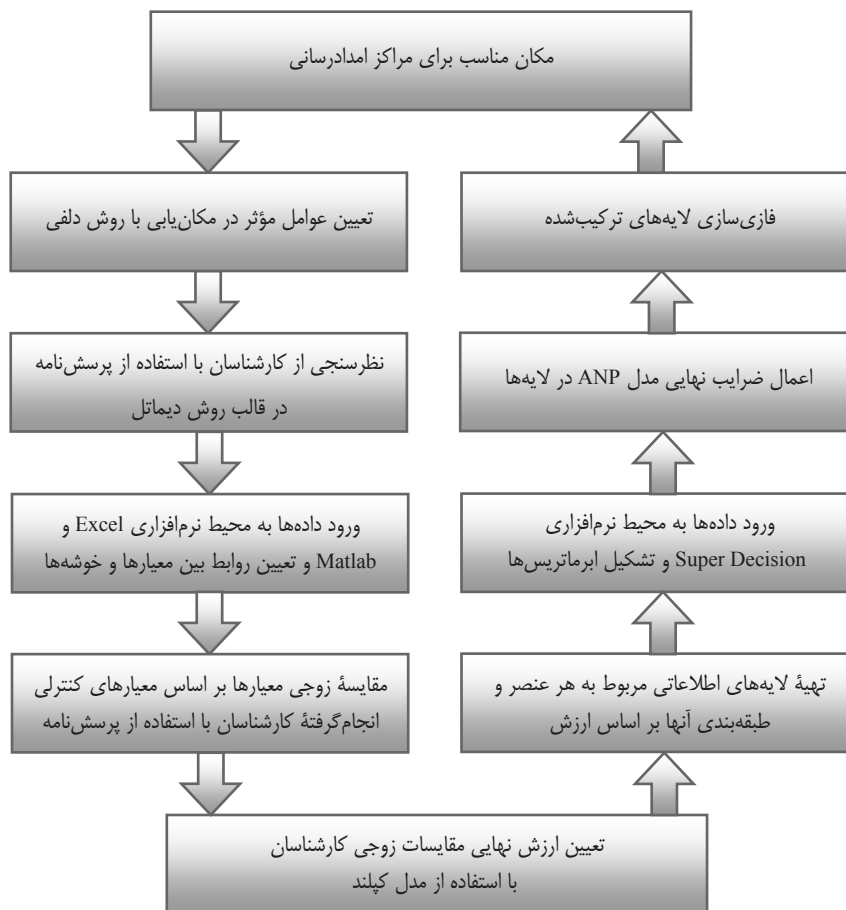 مکان مناسب برای مراکز امدادرسانی
تعیین عوامل مؤثر در مکان‌یابی با روش دلفی
نظرسنجی از کارشناسان با استفاده از پرسش‌نامه
در قالب روش دیماتل
ورود داده‌ها به محیط نرم‌افزاری Excel و
Matlab و تعیین روابط بین معیارها و خوشه‌ها
مقایسۀ زوجی معیارها بر اساس معیارهای کنترلی
انجام‌گرفتۀ کارشناسان با استفاده از پرسش‌نامه
تعیین ارزش نهایی مقایسات زوجی کارشناسان
با استفاده از مدل کپلند
تهیۀ لایه‌های اطلاعاتی مربوط به هر عنصر و
طبقه‌بندی آنها بر اساس ارزش
ورود داده‌ها به محیط نرم‌افزاری
Super Decision و تشکیل ابرماتریس‌ها
اعمال ضرایب نهایی مدل ANP در لایه‌ها
فازی‌سازی لایه‌های ترکیب‌شده